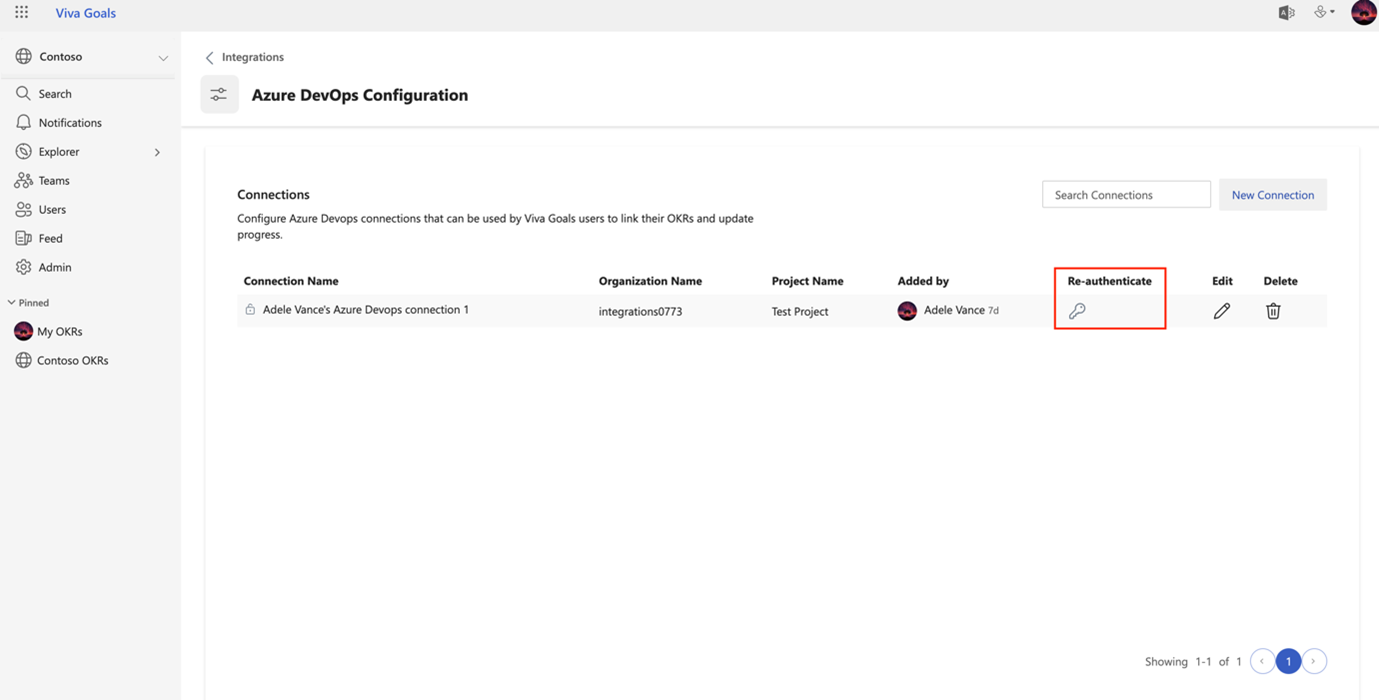 Viva Goals
Contoso
Search
Notifications
Explorer
Teams
Users
Feed
Admin
Pinned
My OKRs
Contoso OKRs
Integrations
Azure DevOps Configuration
Connections
Configure Azure Devops connections that can be used by Viva Goals users to link their OKRs and update
progress.
Search Connections
New Connection
Connection Name Organization Name Project Name Added by Re-authenticate Edit Delete
Adele Vance's Azure Devops connection 1 integrations0773 Test Project Adele Vance 7d
Showing 1-1 of 1 1